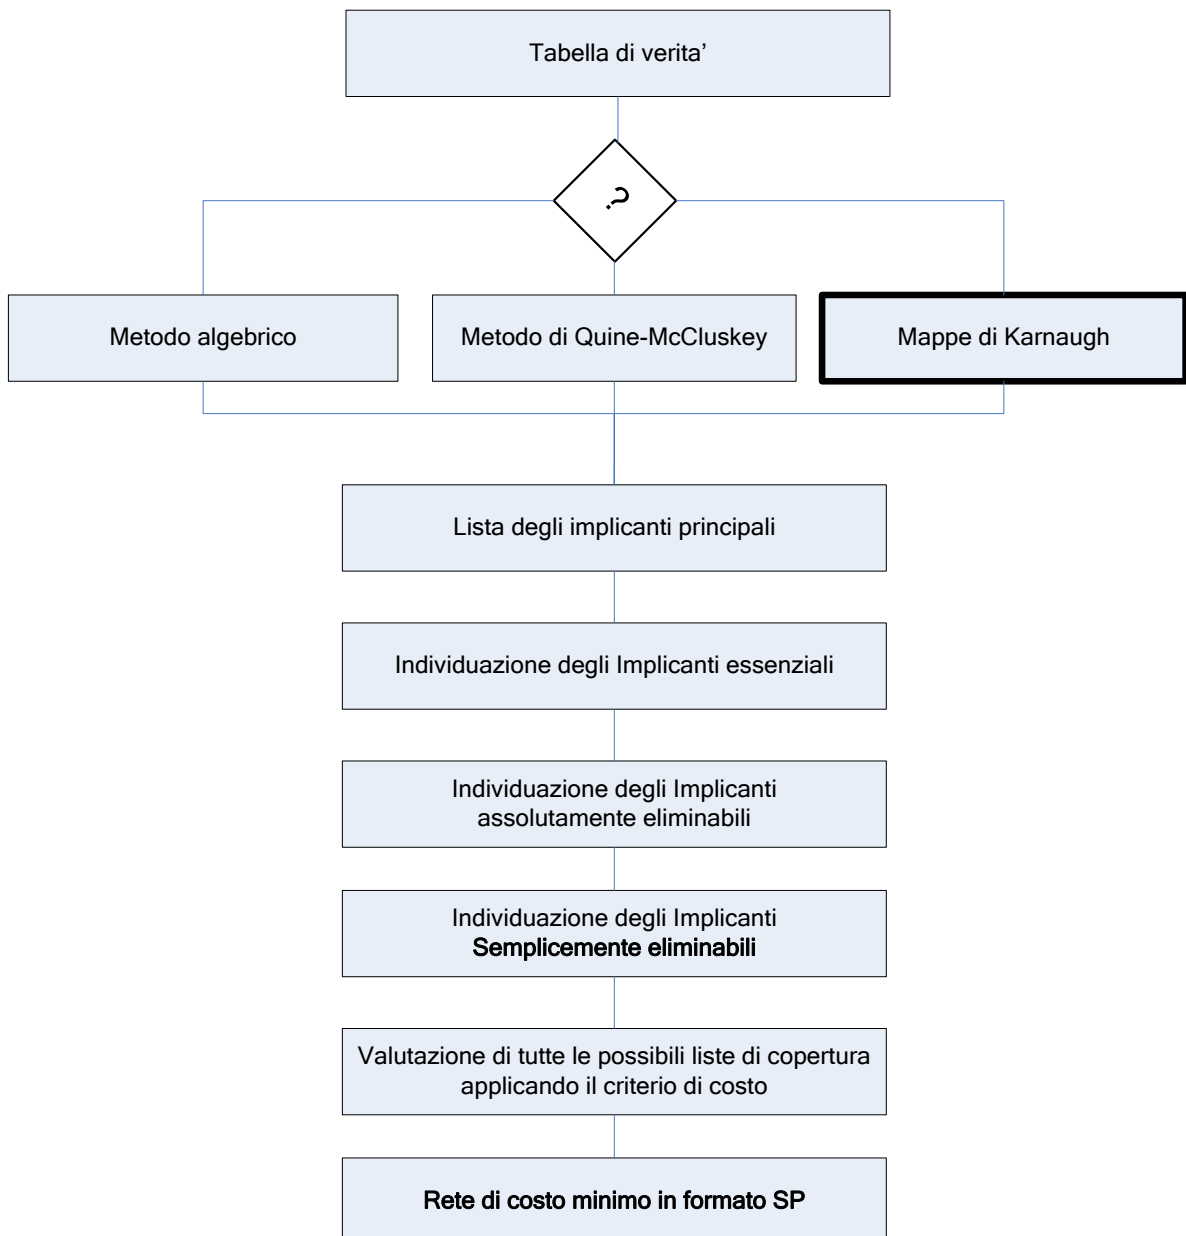 Tabella di verita’
?
Metodo algebrico
Metodo di Quine-McCluskey
Mappe di Karnaugh
Lista degli implicanti principali
Individuazione degli Implicanti essenziali
Individuazione degli Implicanti
assolutamente eliminabili
Individuazione degli Implicanti
Semplicemente eliminabili
Valutazione di tutte le possibili liste di copertura
applicando il criterio di costo
Rete di costo minimo in formato SP